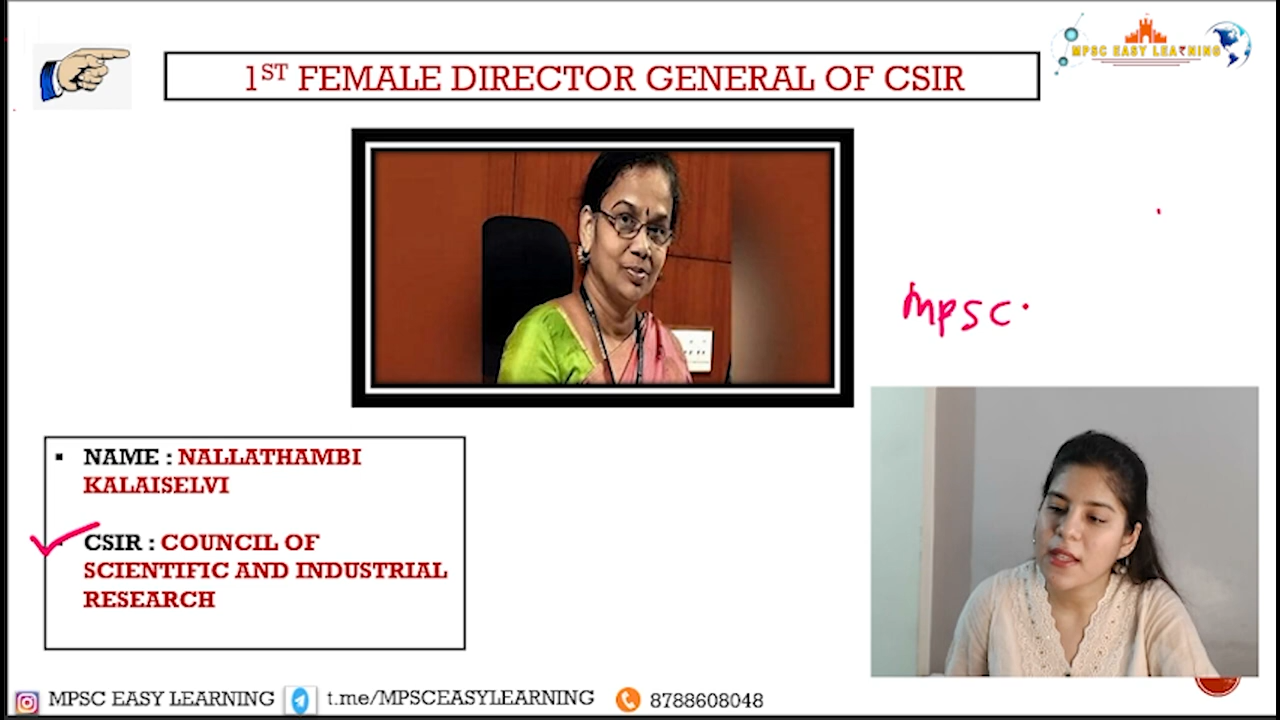 1ST FEMALE DIRECTOR GENERAL OF CSIR
MPSC EASY LEARNING
MPSC
NAME : NALLATHAMBI
KALAISELVI
CSIR : COUNCIL OF
SCIENTIFIC AND INDUSTRIAL
RESEARCH
MPSC EASY LEARNING t.me/MPSCEASYLEARNING 8788608048